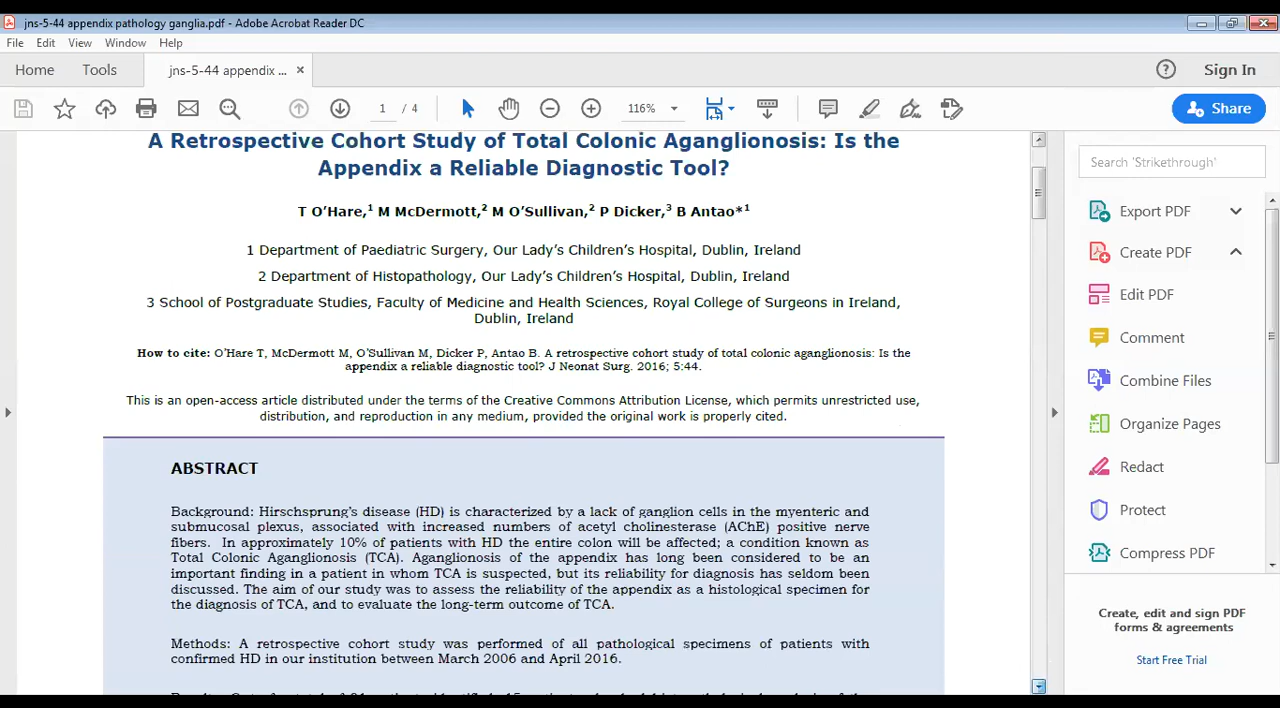 jns-5-44 appendix pathology ganglia.pdf - Adobe Acrobat Reader DC
File Edit View Window Help
Home Tools jns-5-44 appendix ... × Sign In
1 / 4 116% Share
A Retrospective Cohort Study of Total Colonic Aganglionosis: Is the
Appendix a Reliable Diagnostic Tool?
T O’Hare,1 M McDermott,2 M O’Sullivan,2 P Dicker,3 B Antao*1
1 Department of Paediatric Surgery, Our Lady’s Children’s Hospital, Dublin, Ireland
2 Department of Histopathology, Our Lady’s Children’s Hospital, Dublin, Ireland
3 School of Postgraduate Studies, Faculty of Medicine and Health Sciences, Royal College of Surgeons in Ireland,
Dublin, Ireland
How to cite: O’Hare T, McDermott M, O’Sullivan M, Dicker P, Antao B. A retrospective cohort study of total colonic aganglionosis: Is the
appendix a reliable diagnostic tool? J Neonat Surg. 2016; 5:44.
This is an open-access article distributed under the terms of the Creative Commons Attribution License, which permits unrestricted use,
distribution, and reproduction in any medium, provided the original work is properly cited.
ABSTRACT
Background: Hirschsprung’s disease (HD) is characterized by a lack of ganglion cells in the myenteric and
submucosal plexus, associated with increased numbers of acetyl cholinesterase (AChE) positive nerve
fibers. In approximately 10% of patients with HD the entire colon will be affected; a condition known as
Total Colonic Aganglionosis (TCA). Aganglionosis of the appendix has long been considered to be an
important finding in a patient in whom TCA is suspected, but its reliability for diagnosis has seldom been
discussed. The aim of our study was to assess the reliability of the appendix as a histological specimen for
the diagnosis of TCA, and to evaluate the long-term outcome of TCA.
Methods: A retrospective cohort study was performed of all pathological specimens of patients with
confirmed HD in our institution between March 2006 and April 2016.
Search 'Strikethrough'
Export PDF
Create PDF
Edit PDF
Comment
Combine Files
Organize Pages
Redact
Protect
Compress PDF
Create, edit and sign PDF
forms & agreements
Start Free Trial